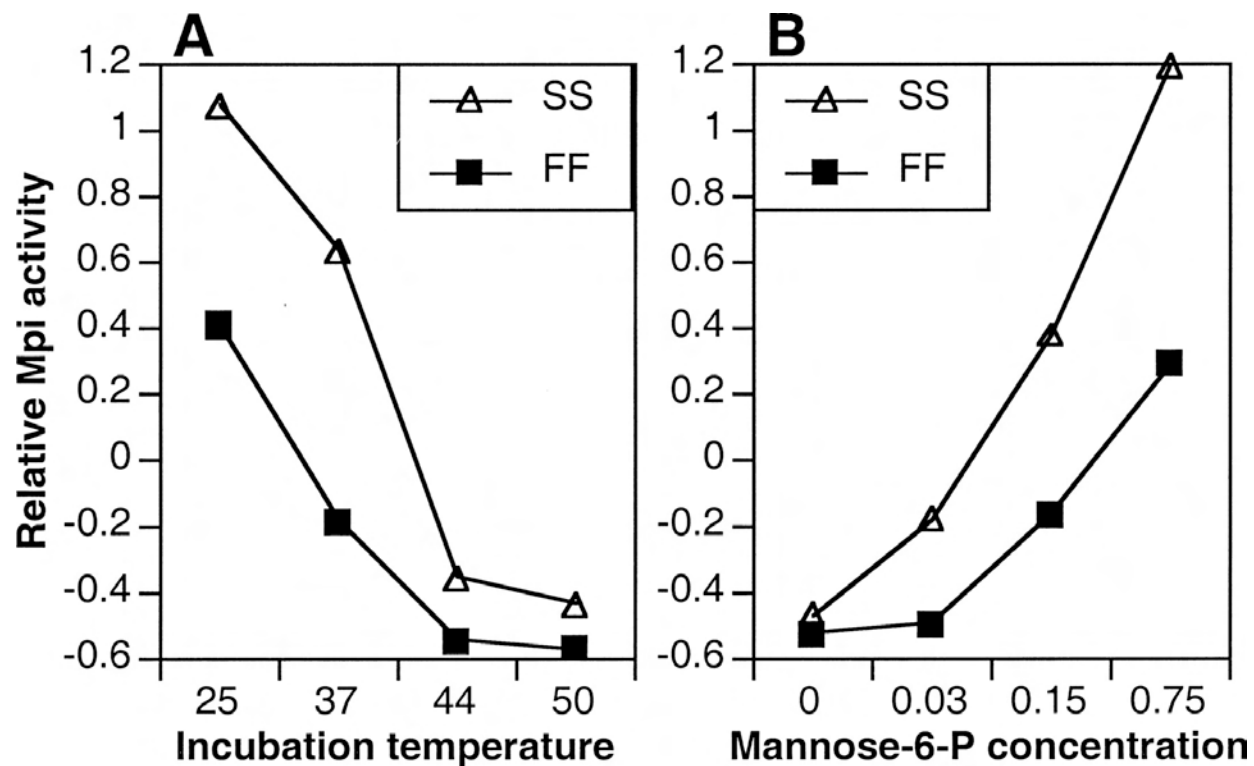 A
B
Relative Mpi activity
1.2
1
0.8
0.6
0.4
0.2
0
-0.2
-0.4
-0.6
SS
FF
25 37 44 50
Incubation temperature
1.2
1
0.8
0.6
0.4
0.2
0
-0.2
-0.4
-0.6
SS
FF
0 0.03 0.15 0.75
Mannose-6-P concentration